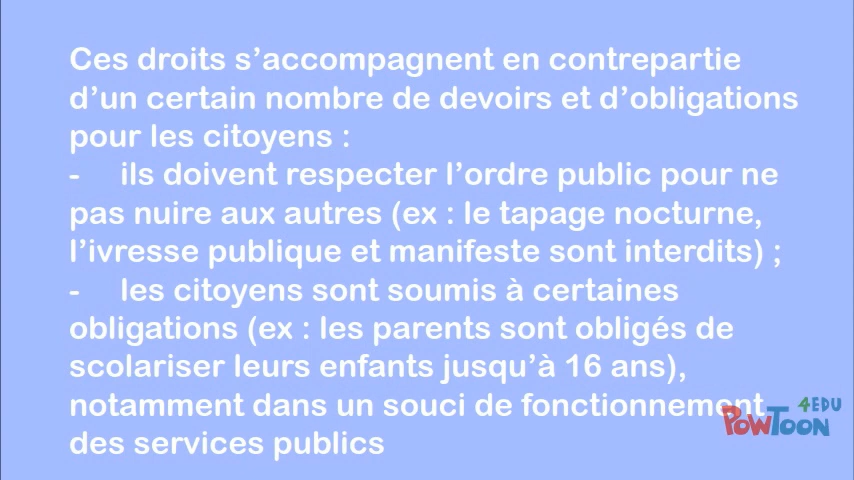 Ces droits s’accompagnent en contrepartie
d’un certain nombre de devoirs et d’obligations
pour les citoyens :
- ils doivent respecter l’ordre public pour ne
pas nuire aux autres (ex : le tapage nocturne,
l’ivresse publique et manifeste sont interdits) ;
- les citoyens sont soumis à certaines
obligations (ex : les parents sont obligés de
scolariser leurs enfants jusqu’à 16 ans),
notamment dans un souci de fonctionnement
des services publics
4EDU
POWTOON